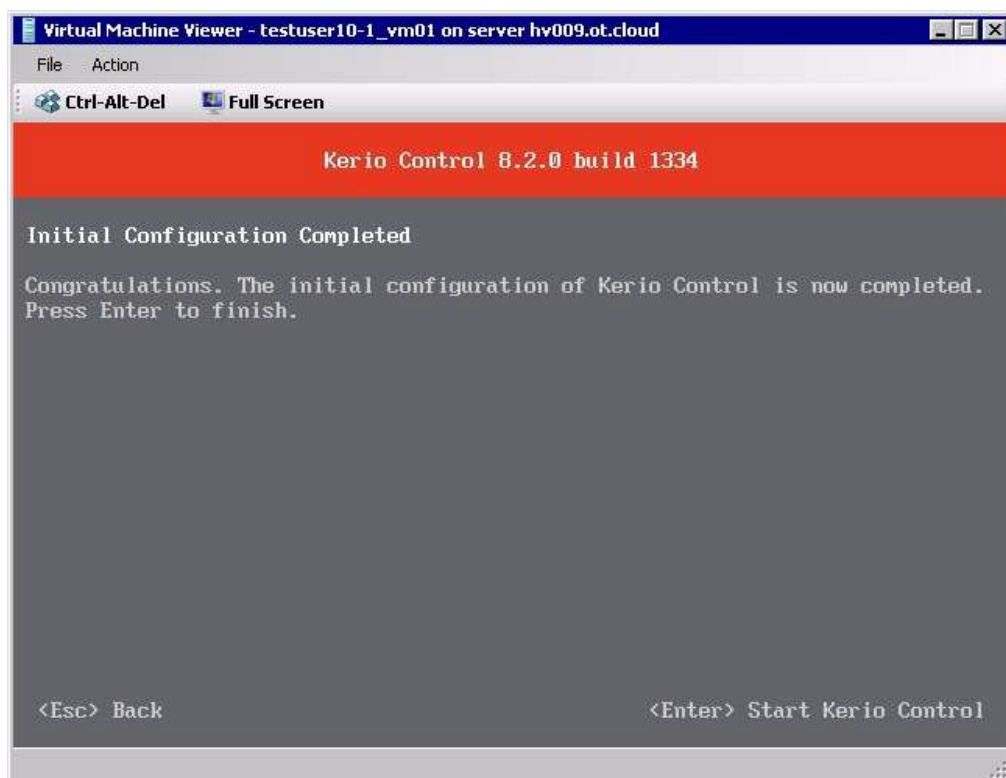 Virtual Machine Viewer - testuser10-1_vm01 on server hv009.ot.cloud
File Action
Ctrl-Alt-Del Full Screen
Kerio Control 8.2.0 build 1334
Initial Configuration Completed
Congratulations. The initial configuration of Kerio Control is now completed.
Press Enter to finish.
<Esc> Back <Enter> Start Kerio Control